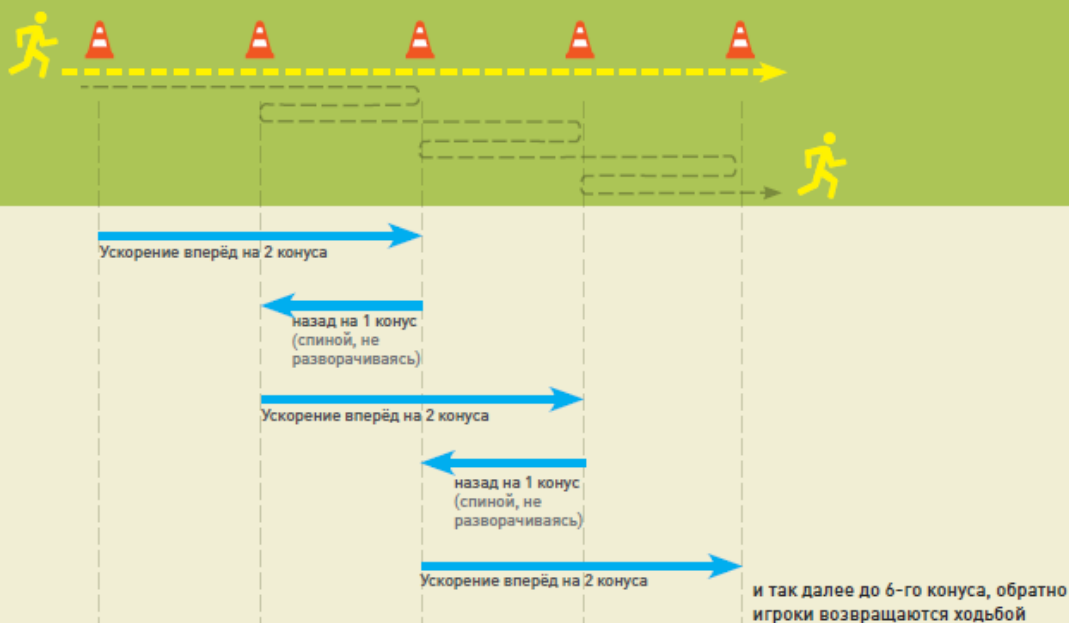 Ускорение вперёд на 2 конуса
назад на 1 конус
(спиной, не
разворачиваясь)
Ускорение вперёд на 2 конуса
назад на 1 конус
(спиной, не
разворачиваясь)
Ускорение вперёд на 2 конуса
и так далее до 6-го конуса, обратно
игроки возвращаются ходьбой